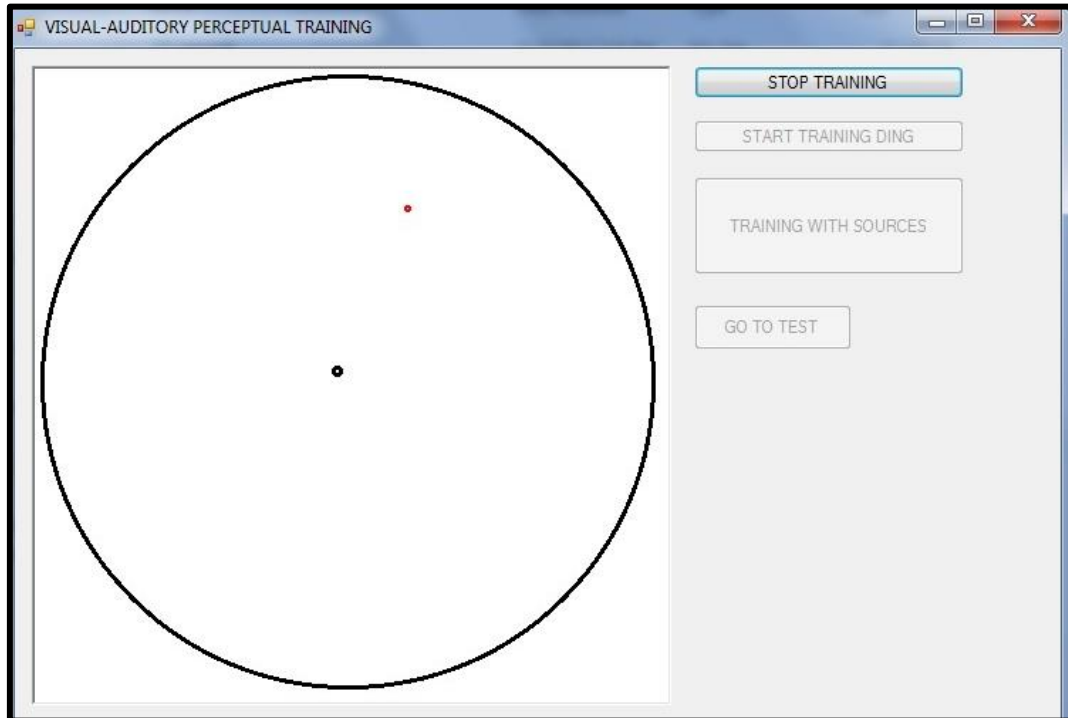 VISUAL-AUDITORY PERCEPTUAL TRAINING
STOP TRAINING
START TRAINING DING
TRAINING WITH SOURCES
GO TO TEST